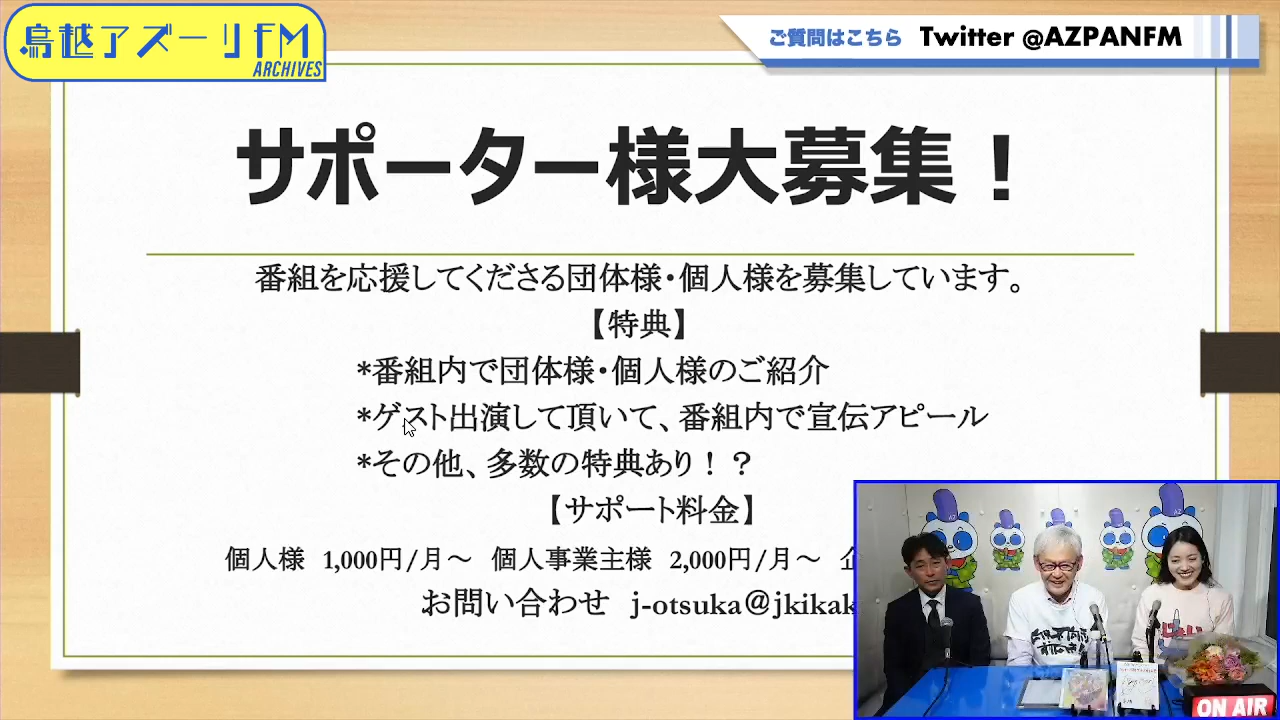 鳥越アズーリFM
ARCHIVES
ご質問はこちら Twitter @AZPANFM
サポーター様大募集！
番組を応援してくださる団体様・個人様を募集しています。
【特典】
*番組内で団体様・個人様のご紹介
*ゲスト出演して頂いて、番組内で宣伝アピール
*その他、多数の特典あり！？
【サポート料金】
個人様 1,000円/月～ 個人事業主様 2,000円/月～
お問い合わせ j-otsuka@jkikak
ON AIR